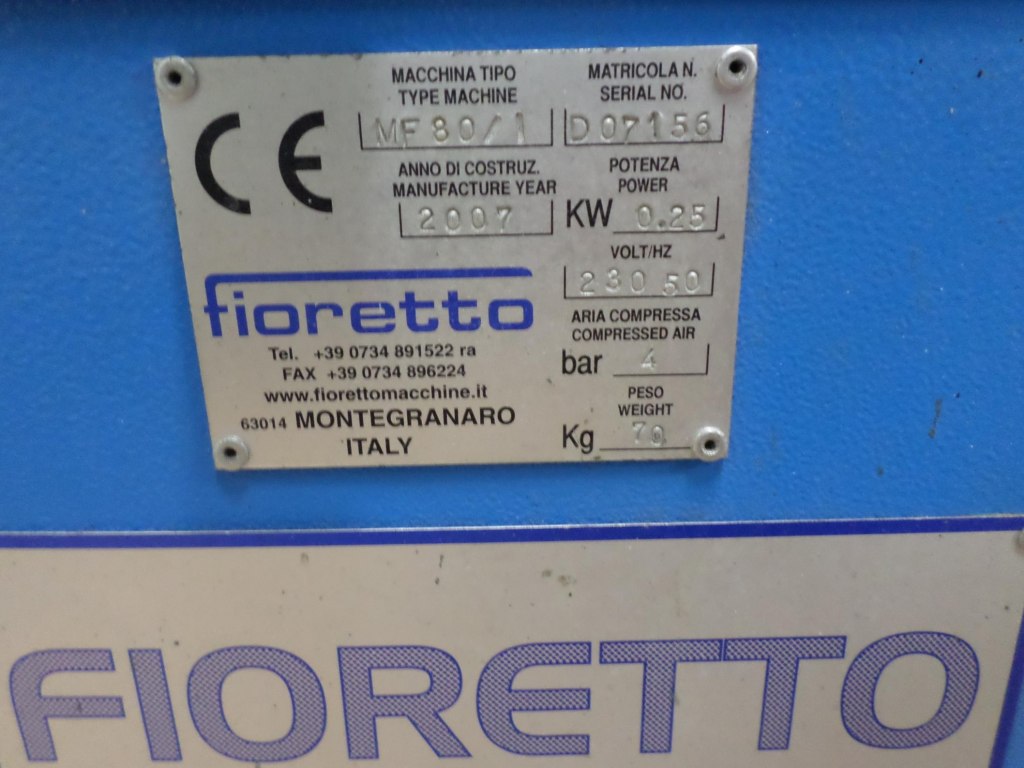 CE
MACCHINA TIPO
TYPE MACHINE
MF80/1
MATRICOLA N.
SERIAL NO.
D07156
ANNO DI COSTRUZ.
MANUFACTURE YEAR
2007
POTENZA
POWER
KW 0.25
VOLT/HZ
230 50
ARIA COMPRESSA
COMPRESSED AIR
bar 4
PESO
WEIGHT
Kg 70
fioretto
Tel. +39 0734 891522 ra
FAX +39 0734 896224
www.fiorettomacchine.it
63014 MONTEGRANARO
ITALY
FIORETTO